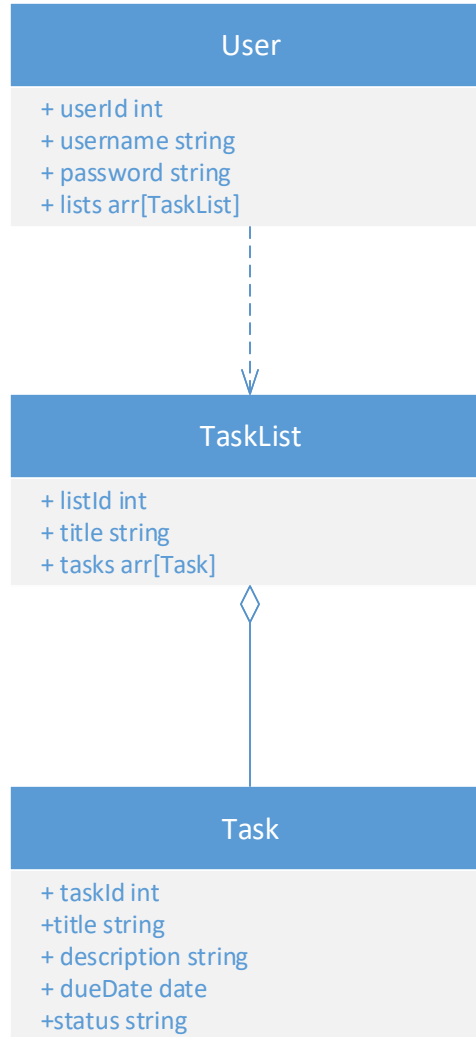 User
+ userId int
+ username string
+ password string
+ lists arr[TaskList]
TaskList
+ listId int
+ title string
+ tasks arr[Task]
Task
+ taskId int
+title string
+ description string
+ dueDate date
+status string